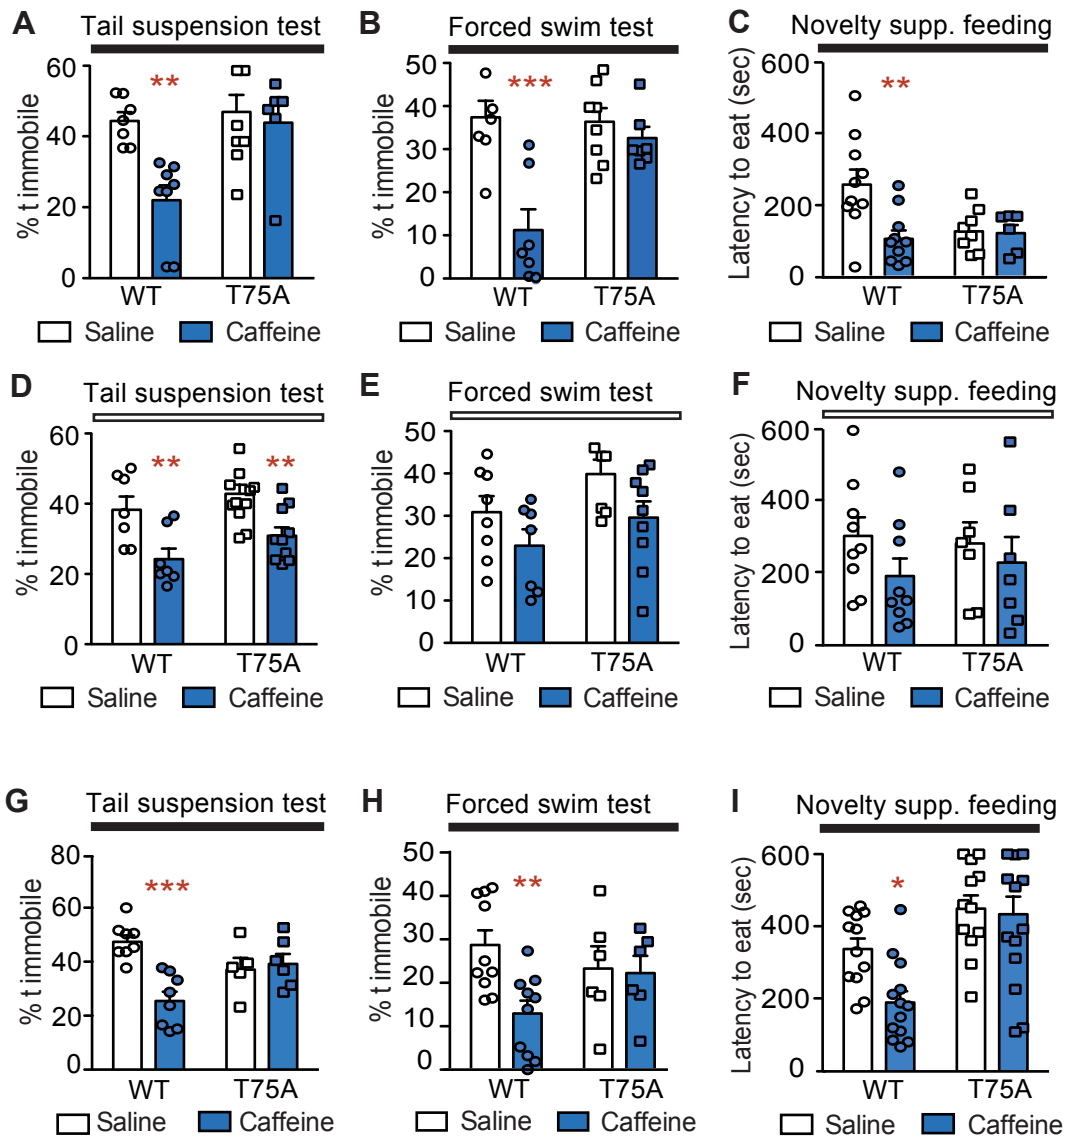 A Tail suspension test
% t immobile
60
**
40
20
0
WT T75A
Saline Caffeine
B Forced swim test
% t immobile
50
***
40
30
20
10
0
WT T75A
Saline Caffeine
C Novelty supp. feeding
Latency to eat (sec)
600
**
400
200
0
WT T75A
Saline Caffeine
D Tail suspension test
% t immobile
60
** **
40
20
0
WT T75A
Saline Caffeine
E Forced swim test
% t immobile
50
40
30
20
10
0
WT T75A
Saline Caffeine
F Novelty supp. feeding
Latency to eat (sec)
600
400
200
0
WT T75A
Saline Caffeine
G Tail suspension test
% t immobile
80
***
60
40
20
0
WT T75A
Saline Caffeine
H Forced swim test
% t immobile
50
**
40
30
20
10
0
WT T75A
Saline Caffeine
I Novelty supp. feeding
Latency to eat (sec)
600
*
400
200
0
WT T75A
Saline Caffeine